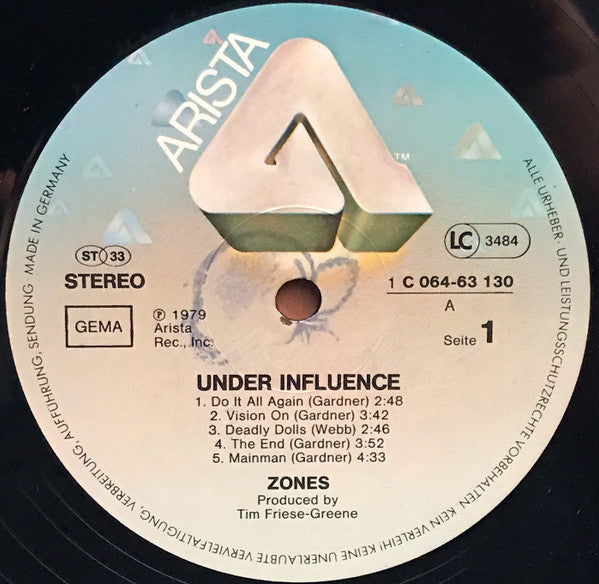 ARISTA
TM
ST 33
STEREO
GEMA
℗ 1979
Arista
Rec., Inc.
LC 3484
1 C 064-63 130
A
Seite 1
UNDER INFLUENCE
1. Do It All Again (Gardner) 2:48
2. Vision On (Gardner) 3:42
3. Deadly Dolls (Webb) 2:46
4. The End (Gardner) 3:52
5. Mainman (Gardner) 4:33
ZONES
Produced by
Tim Friese-Greene
ALLE URHEBER- UND LEISTUNGSSCHUTZRECHTE VORBEHALTEN. KEIN VERLEIH! KEINE UNERLAUBTE VERVIELFÄLTIGUNG, VERBREITUNG, AUFFÜHRUNG, SENDUNG · MADE IN GERMANY